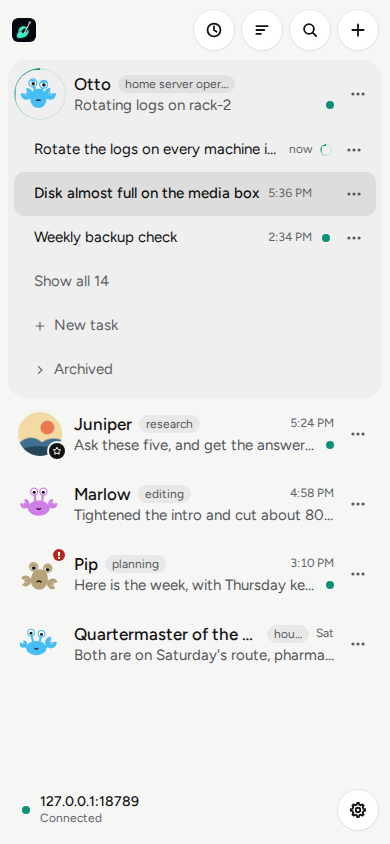 Otto home server oper...
Rotating logs on rack-2
Rotate the logs on every machine i... now
Disk almost full on the media box 5:36 PM
Weekly backup check 2:34 PM
Show all 14
+ New task
> Archived
Juniper research 5:24 PM
Ask these five, and get the answer...
Marlow editing 4:58 PM
Tightened the intro and cut about 80...
Pip planning 3:10 PM
Here is the week, with Thursday ke...
Quartermaster of the ... hou... Sat
Both are on Saturday's route, pharma...
127.0.0.1:18789
Connected